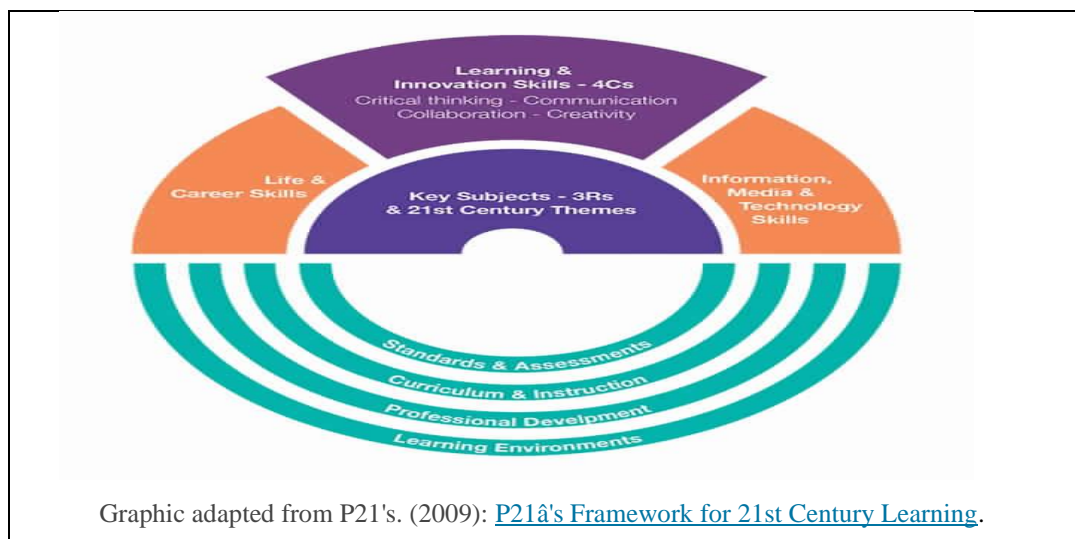 Learning &
Innovation Skills - 4Cs
Critical thinking - Communication
Collaboration - Creativity
Life &
Career Skills
Key Subjects - 3Rs
& 21st Century Themes
Information,
Media &
Technology
Skills
Standards & Assessments
Curriculum & Instruction
Professional Develpment
Learning Environments
Graphic adapted from P21's. (2009): P21â's Framework for 21st Century Learning.